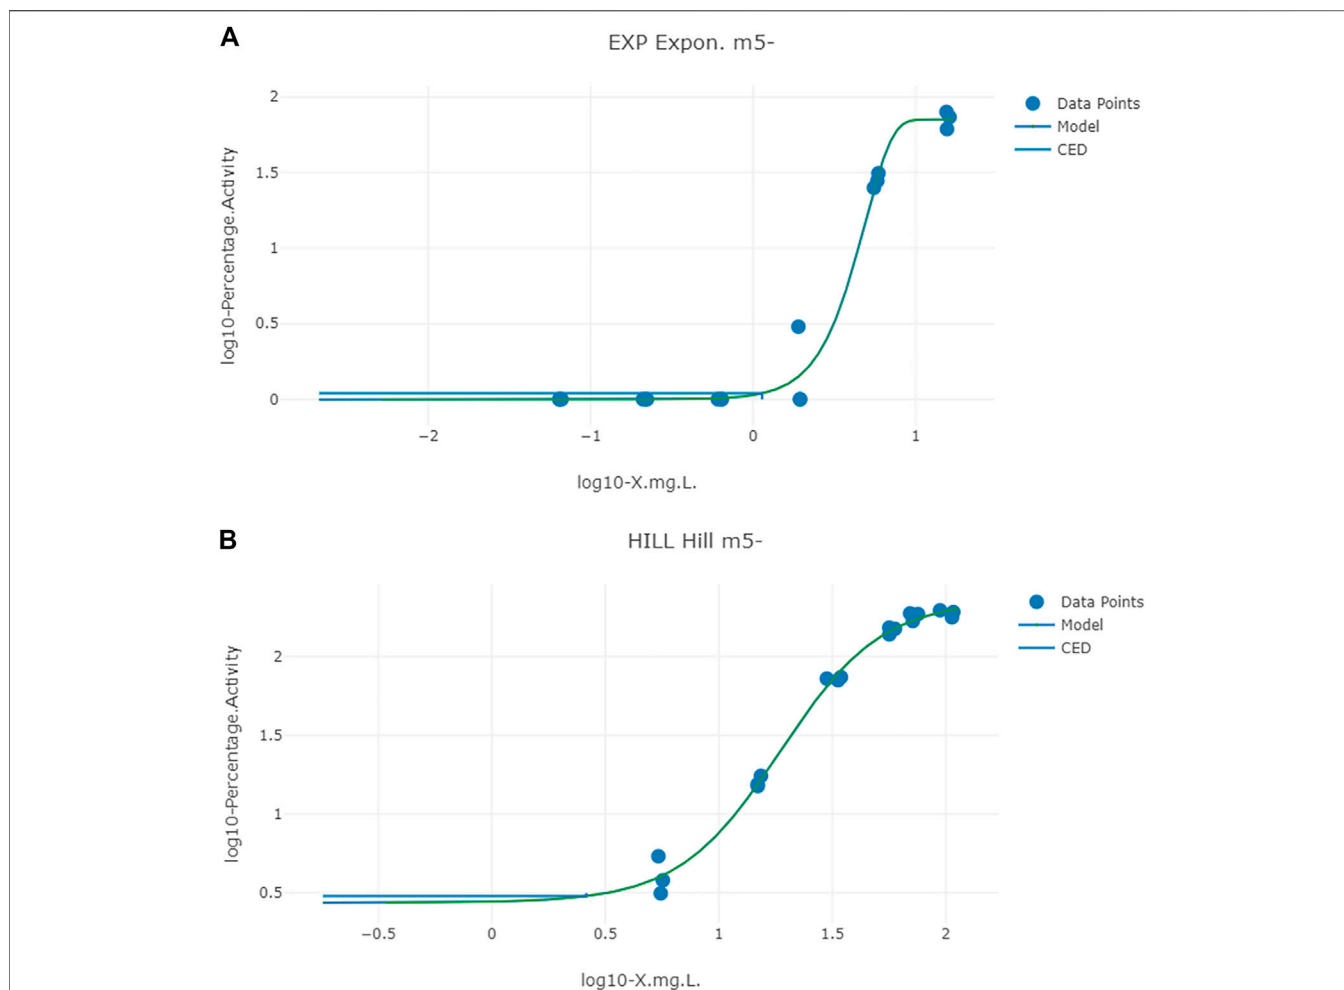 A
EXP Expon. m5-
Data Points
Model
CED
log10-Percentage.Activity
2
1.5
1
0.5
0
−2
−1
0
1
log10-X.mg.L.
B
HILL Hill m5-
Data Points
Model
CED
log10-Percentage.Activity
2
1.5
1
0.5
−0.5
0
0.5
1
1.5
2
log10-X.mg.L.